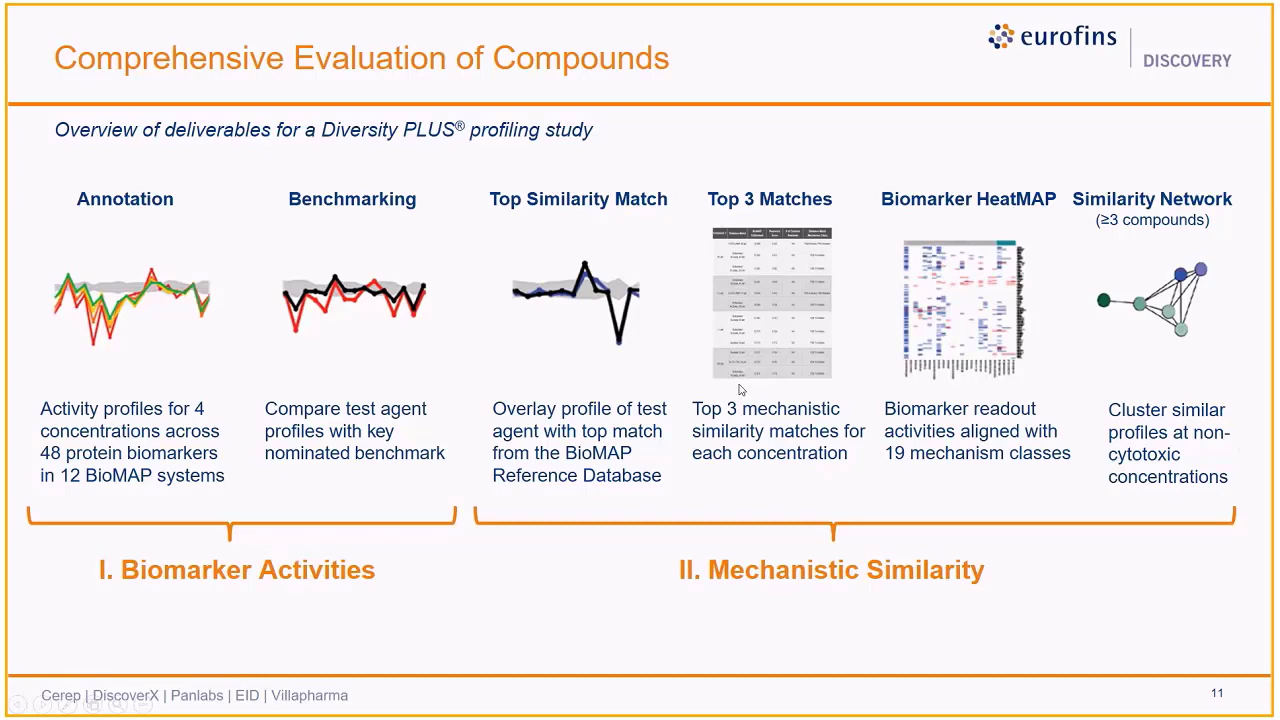 Comprehensive Evaluation of Compounds
eurofins
DISCOVERY
Overview of deliverables for a Diversity PLUS® profiling study
Annotation
Benchmarking
Top Similarity Match
Top 3 Matches
Biomarker HeatMAP
Similarity Network
(≥3 compounds)
Activity profiles for 4
concentrations across
48 protein biomarkers
in 12 BioMAP systems
Compare test agent
profiles with key
nominated benchmark
Overlay profile of test
agent with top match
from the BioMAP
Reference Database
Top 3 mechanistic
similarity matches for
each concentration
Biomarker readout
activities aligned with
19 mechanism classes
Cluster similar
profiles at non-
cytotoxic
concentrations
I. Biomarker Activities
II. Mechanistic Similarity
Cerep | DiscoverX | Panlabs | EID | Villapharma
11